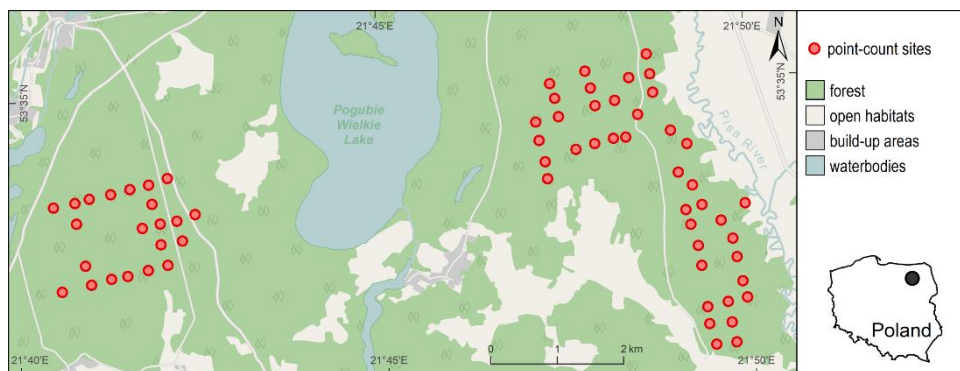 21°45'E
21°50'E
N
53°35'N
53°35'N
Pogubie
Wielkie
Lake
Pisa River
21°40'E
21°45'E
21°50'E
0 1 2 km
point-count sites
forest
open habitats
build-up areas
waterbodies
Poland